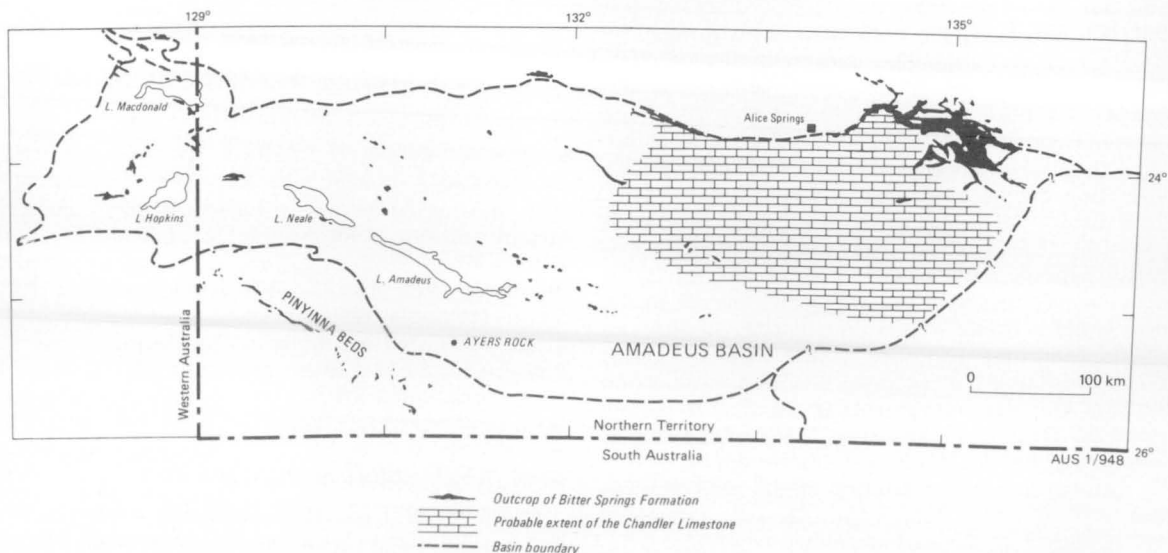 129°
132°
135°
L. Macdonald
Alice Springs
24°
L Hopkins
L. Neale
L. Amadeus
PINYINNA BEDS
Western Australia
AYERS ROCK
AMADEUS BASIN
0 100 km
Northern Territory
South Australia
AUS 1/948
26°
Outcrop of Bitter Springs Formation
Probable extent of the Chandler Limestone
Basin boundary